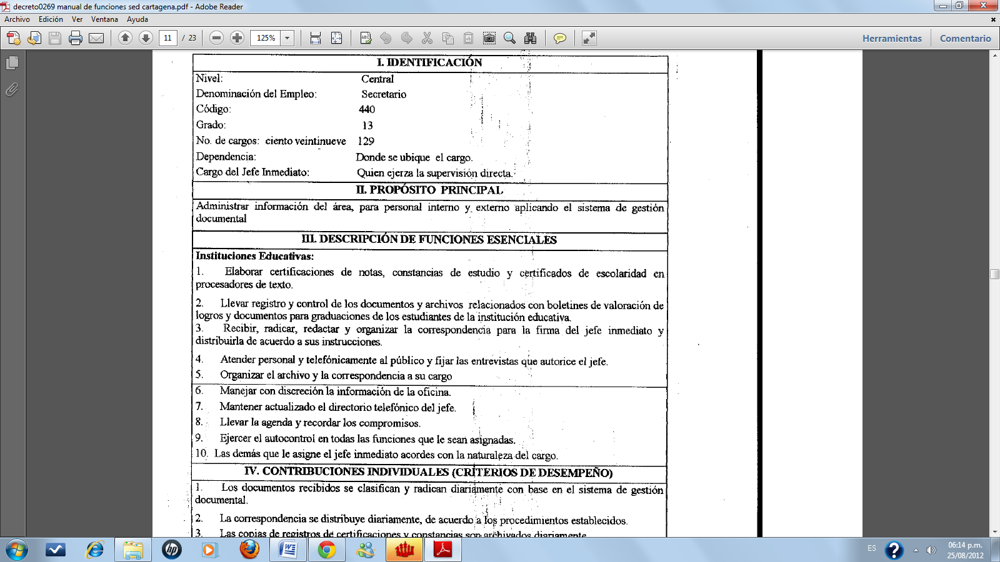 decreto0269 manual de funciones sed cartagena.pdf - Adobe Reader
Archivo Edición Ver Ventana Ayuda
11 / 23 125% Herramientas Comentario
I. IDENTIFICACIÓN
Nivel: Central
Denominación del Empleo: Secretario
Código: 440
Grado: 13
No. de cargos: ciento veintinueve 129
Dependencia: Donde se ubique el cargo.
Cargo del Jefe Inmediato: Quien ejerza la supervisión directa.
II. PROPÓSITO PRINCIPAL
Administrar información del área, para personal interno y externo aplicando el sistema de gestión
documental
III. DESCRIPCIÓN DE FUNCIONES ESENCIALES
Instituciones Educativas:
1. Elaborar certificaciones de notas, constancias de estudio y certificados de escolaridad en
procesadores de texto.
2. Llevar registro y control de los documentos y archivos relacionados con boletines de valoración de
logros y documentos para graduaciones de los estudiantes de la institución educativa.
3. Recibir, radicar, redactar y organizar la correspondencia para la firma del jefe inmediato y
distribuirla de acuerdo a sus instrucciones.
4. Atender personal y telefónicamente al público y fijar las entrevistas que autorice el jefe.
5. Organizar el archivo y la correspondencia a su cargo
6. Manejar con discreción la información de la oficina.
7. Mantener actualizado el directorio telefónico del jefe.
8. Llevar la agenda y recordar los compromisos.
9. Ejercer el autocontrol en todas las funciones que le sean asignadas.
10. Las demás que le asigne el jefe inmediato acordes con la naturaleza del cargo.
IV. CONTRIBUCIONES INDIVIDUALES (CRITERIOS DE DESEMPEÑO)
1. Los documentos recibidos se clasifican y radican diariamente con base en el sistema de gestión
documental.
2. La correspondencia se distribuye diariamente, de acuerdo a los procedimientos establecidos.
3. Las copias de registros de certificaciones y constancias son archivados diariamente
ES 06:14 p.m.
25/08/2012